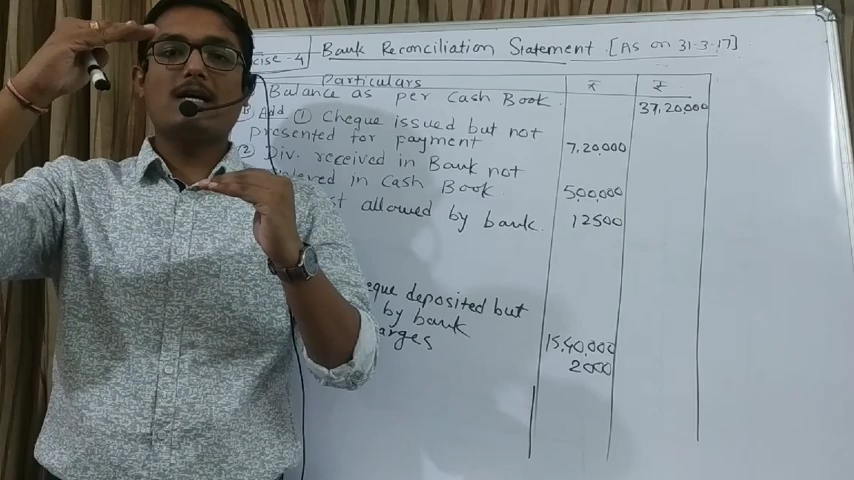 cise-4 Bank Reconciliation Statement [As on 31-3-17]
Particulars ₹ ₹
Balance as per Cash Book 37,20,000
Add ① Cheque issued but not
presented for payment 7,20,000
(2) Div. received in Bank not
entered in Cash Book 5,00,000
st allowed by bank. 12500
eque deposited but
by bank
arges 15,40,000
2000